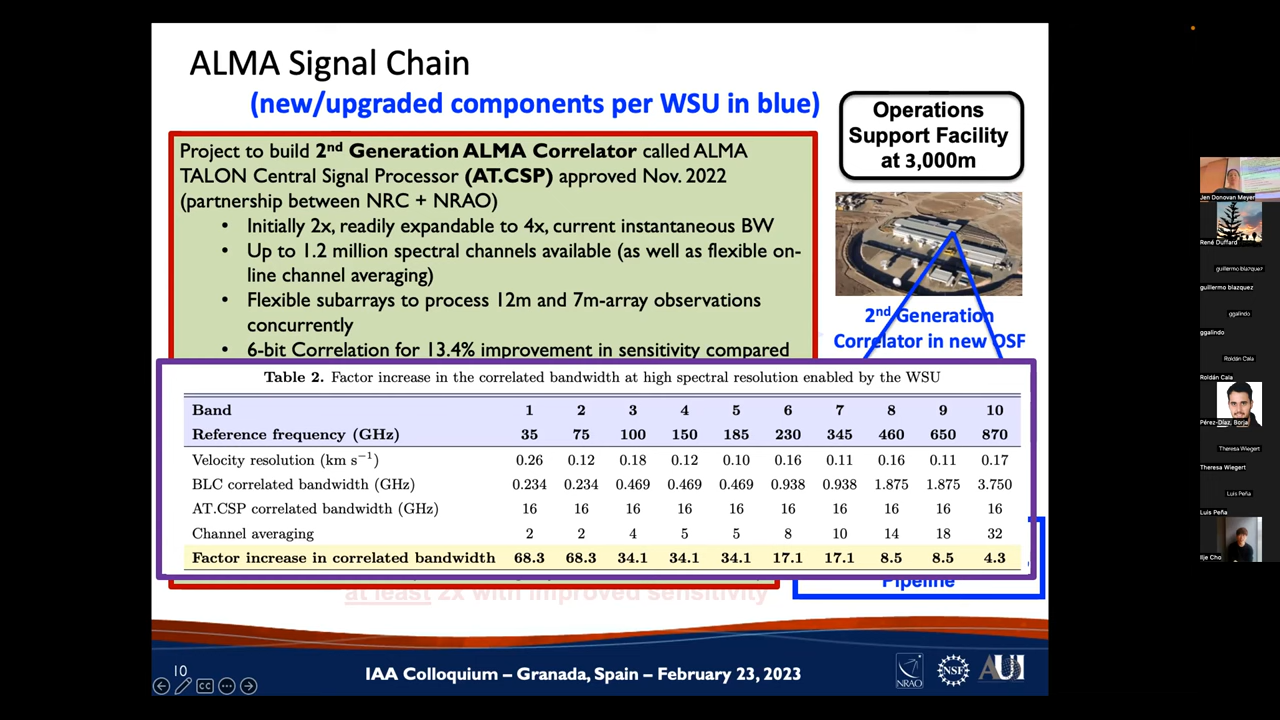 ALMA Signal Chain
(new/upgraded components per WSU in blue)
Operations
Support Facility
at 3,000m
Project to build 2nd Generation ALMA Correlator called ALMA
TALON Central Signal Processor (AT.CSP) approved Nov. 2022
(partnership between NRC + NRAO)
• Initially 2x, readily expandable to 4x, current instantaneous BW
• Up to 1.2 million spectral channels available (as well as flexible on-
line channel averaging)
• Flexible subarrays to process 12m and 7m-array observations
concurrently
• 6-bit Correlation for 13.4% improvement in sensitivity compared
2nd Generation
Correlator in new OSF
Table 2. Factor increase in the correlated bandwidth at high spectral resolution enabled by the WSU
Band 1 2 3 4 5 6 7 8 9 10
Reference frequency (GHz) 35 75 100 150 185 230 345 460 650 870
Velocity resolution (km s−1) 0.26 0.12 0.18 0.12 0.10 0.16 0.11 0.16 0.11 0.17
BLC correlated bandwidth (GHz) 0.234 0.234 0.469 0.469 0.469 0.938 0.938 1.875 1.875 3.750
AT.CSP correlated bandwidth (GHz) 16 16 16 16 16 16 16 16 16 16
Channel averaging 2 2 4 5 5 8 10 14 18 32
Factor increase in correlated bandwidth 68.3 68.3 34.1 34.1 34.1 17.1 17.1 8.5 8.5 4.3
Pipeline
at least 2x with improved sensitivity
10
IAA Colloquium – Granada, Spain – February 23, 2023
NRAO
NSF
AUI
CC
Jen Donovan Meyer
René Duffard
guillermo blazquez
guillermo blazquez
ggalindo
ggalindo
Roldán Cala
Roldán Cala
Pérez-Díaz, Borja
Theresa Wiegert
Theresa Wiegert
Luis Peña
Luis Peña
Ilje Cho